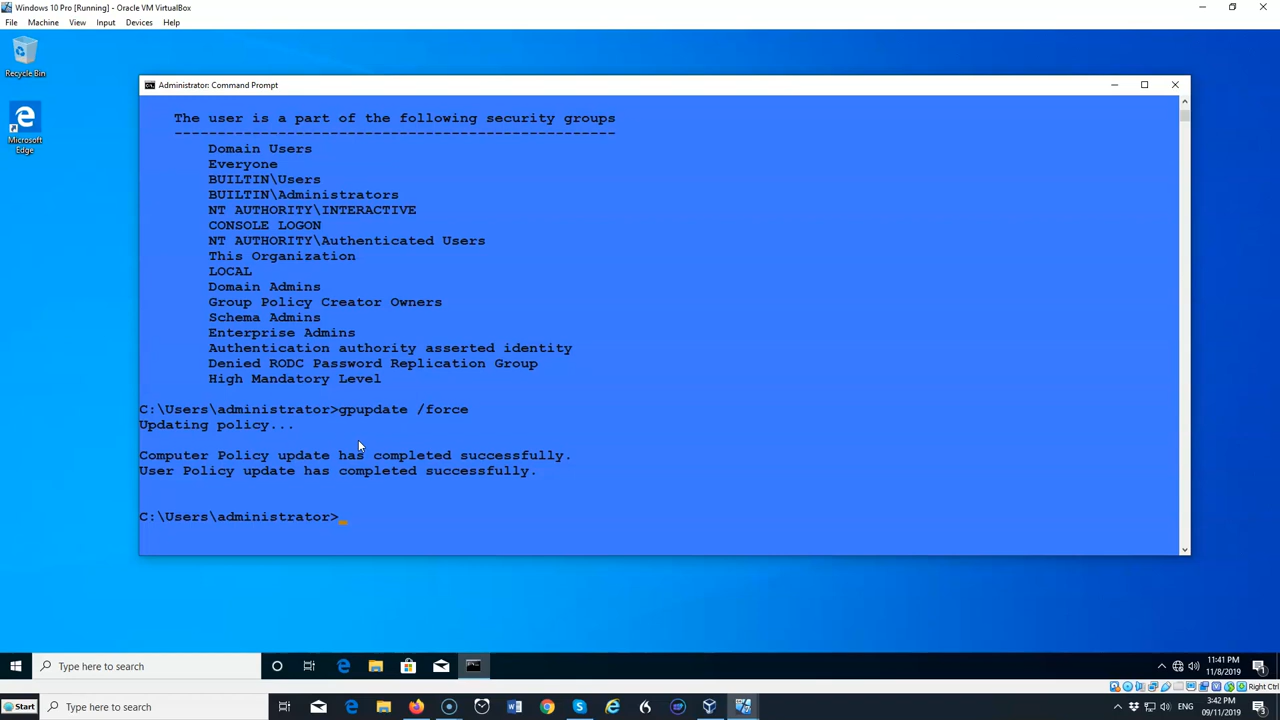 Windows 10 Pro [Running] - Oracle VM VirtualBox
File Machine View Input Devices Help
Recycle Bin
Microsoft
Edge
Administrator: Command Prompt
The user is a part of the following security groups
---------------------------------------------------
Domain Users
Everyone
BUILTIN\Users
BUILTIN\Administrators
NT AUTHORITY\INTERACTIVE
CONSOLE LOGON
NT AUTHORITY\Authenticated Users
This Organization
LOCAL
Domain Admins
Group Policy Creator Owners
Schema Admins
Enterprise Admins
Authentication authority asserted identity
Denied RODC Password Replication Group
High Mandatory Level
C:\Users\administrator>gpupdate /force
Updating policy...
Computer Policy update has completed successfully.
User Policy update has completed successfully.
C:\Users\administrator>
Type here to search
11:41 PM
11/8/2019
Right Ctrl
Start
Type here to search
ENG
3:42 PM
09/11/2019